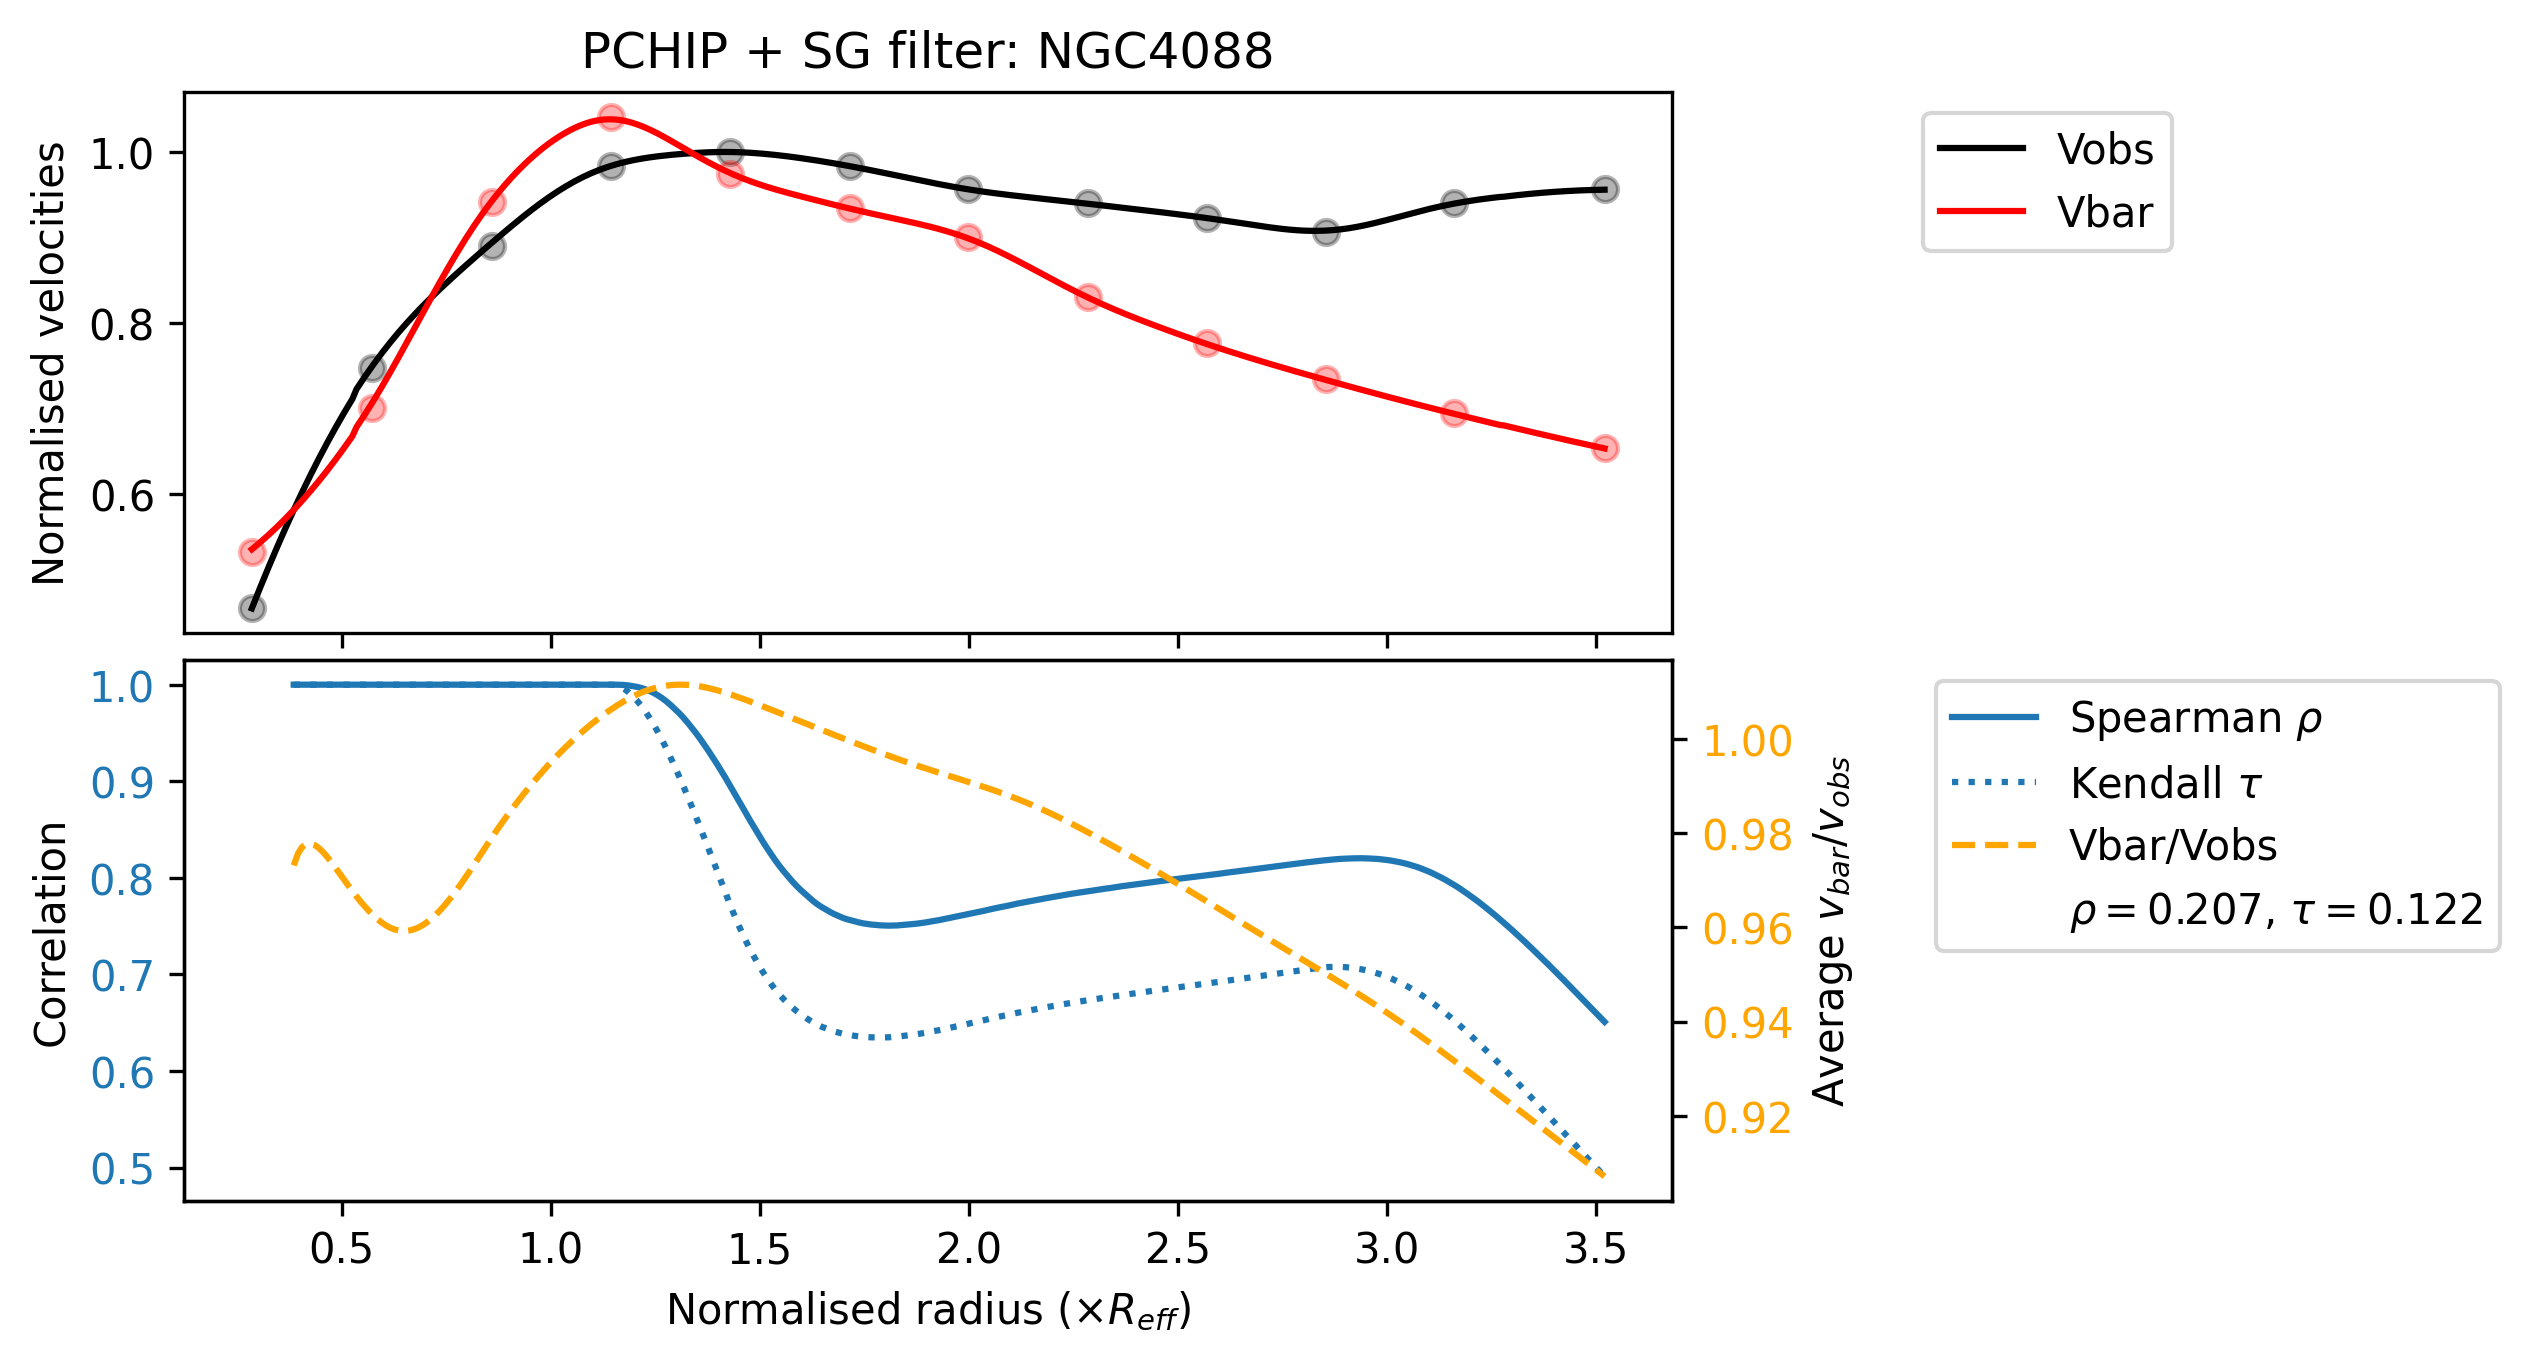 PCHIP + SG filter: NGC4088
Normalised velocities
1.0
0.8
0.6
Vobs
Vbar
Correlation
1.0
0.9
0.8
0.7
0.6
0.5
1.00
0.98
0.96
0.94
0.92
Average v_bar/v_obs
Spearman ρ
Kendall τ
Vbar/Vobs
ρ = 0.207, τ = 0.122
0.5 1.0 1.5 2.0 2.5 3.0 3.5
Normalised radius (×R_eff)